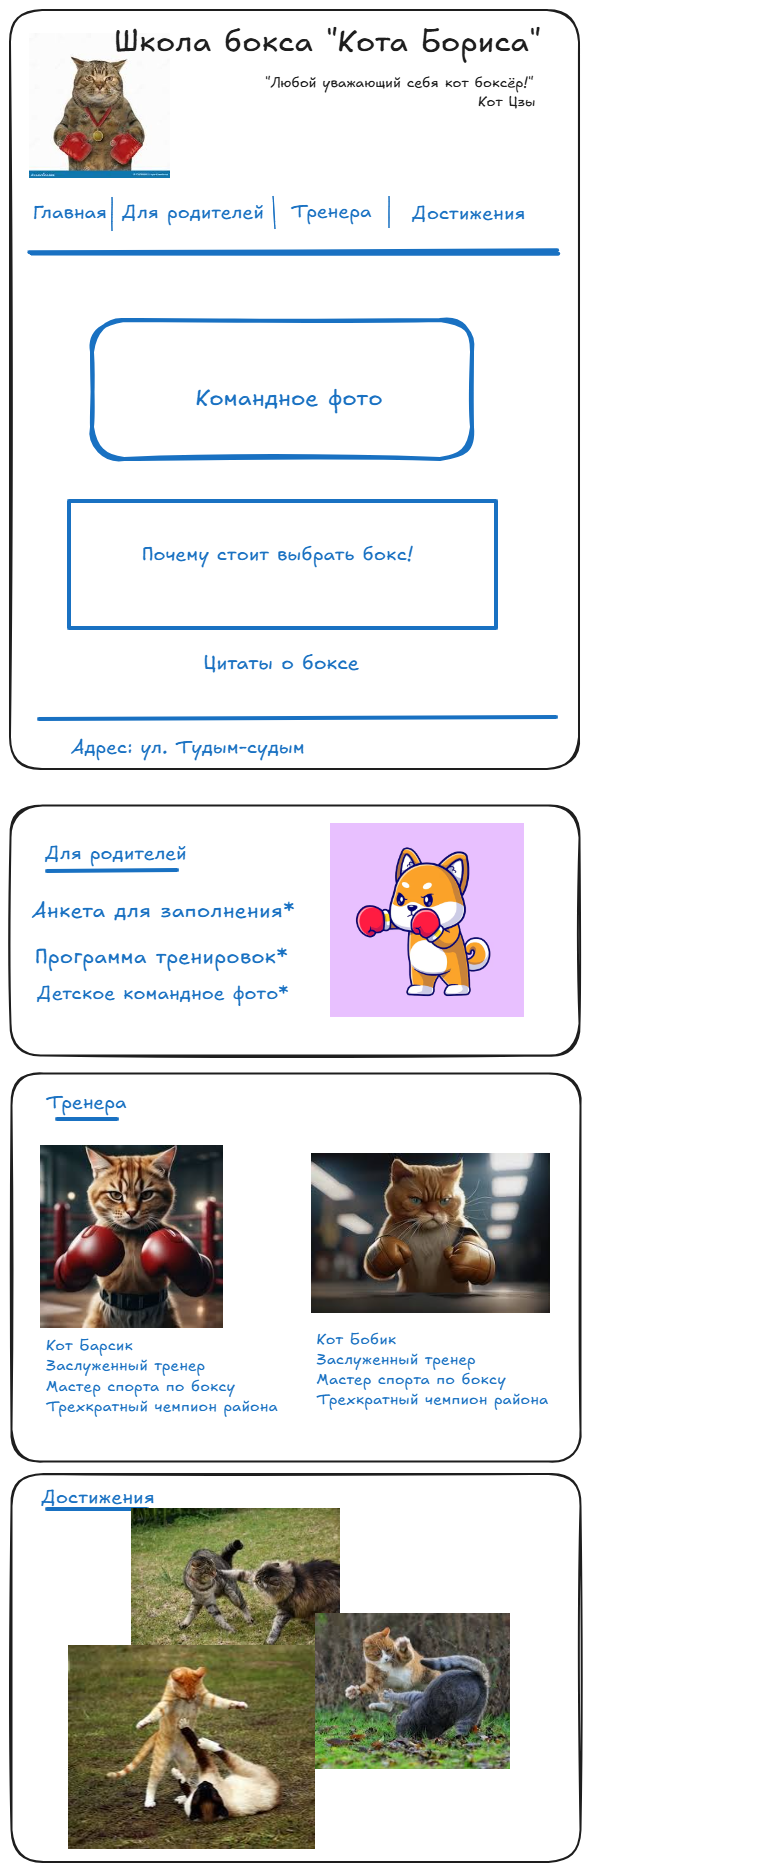 Школа бокса "Кота Бориса"
"Любой уважающий себя кот боксёр!"
Кот Цзы
Главная
Для родителей
Тренера
Достижения
Командное фото
Почему стоит выбрать бокс!
Цитаты о боксе
Адрес: ул. Тудым-судым
Для родителей
Анкета для заполнения*
Программа тренировок*
Детское командное фото*
Тренера
Кот Барсик
Заслуженный тренер
Мастер спорта по боксу
Трехкратный чемпион района
Кот Бобик
Заслуженный тренер
Мастер спорта по боксу
Трехкратный чемпион района
Достижения